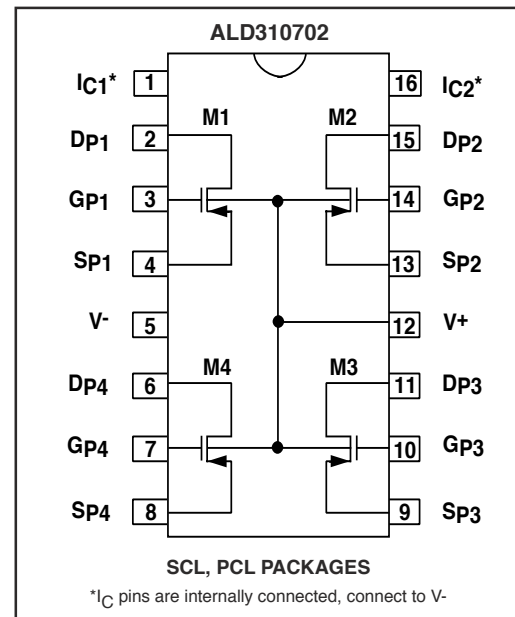 ALD310702
IC1* 1 16 IC2*
M1 M2
DP1 2 15 DP2
GP1 3 14 GP2
SP1 4 13 SP2
V- 5 12 V+
M4 M3
DP4 6 11 DP3
GP4 7 10 GP3
SP4 8 9 SP3
SCL, PCL PACKAGES
*IC pins are internally connected, connect to V-